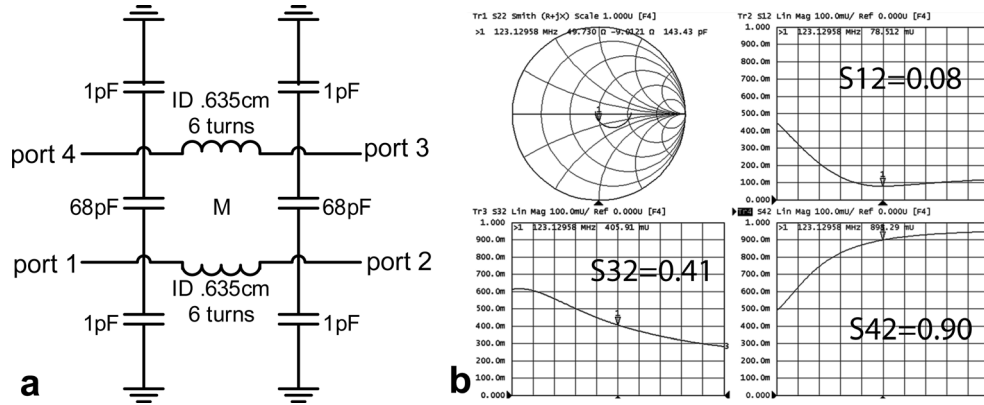 1pF
1pF
ID .635cm
6 turns
port 4
port 3
68pF
M
68pF
port 1
port 2
ID .635cm
6 turns
1pF
1pF
a
Tr1 S22 Smith (R+jX) Scale 1.000U [F4]
>1 123.12958 MHz 49.730 Ω -9.0121 Ω 143.43 pF
1
Tr2 S12 Lin Mag 100.0mU/ Ref 0.000U [F4]
1.000
>1 123.12958 MHz 78.512 mU
900.0m
800.0m
700.0m
600.0m
500.0m
400.0m
300.0m
200.0m
100.0m
0.000
S12=0.08
1
Tr3 S32 Lin Mag 100.0mU/ Ref 0.000U [F4]
1.000
>1 123.12958 MHz 405.91 mU
900.0m
800.0m
700.0m
600.0m
500.0m
400.0m
300.0m
200.0m
100.0m
0.000
S32=0.41
1
3
Tr4 S42 Lin Mag 100.0mU/ Ref 0.000U [F4]
1.000
>1 123.12958 MHz
900.0m
800.0m
700.0m
600.0m
500.0m
400.0m
300.0m
200.0m
100.0m
0.000
S42=0.90
b